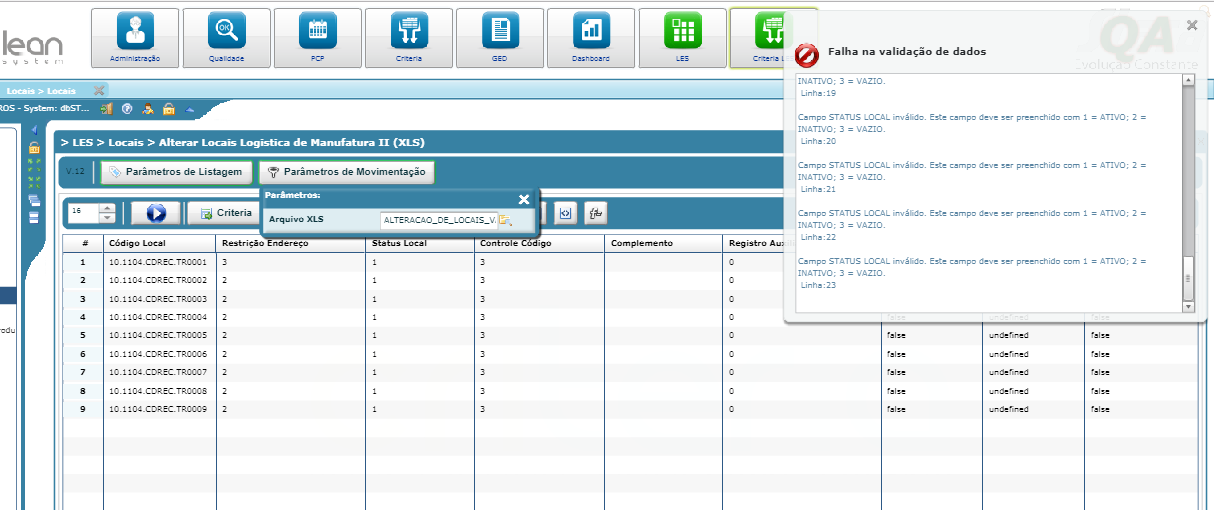 lean
system
Administração
Qualidade
PCP
Criteria
GED
Dashboard
LES
Criteria
QA
Evolução Constante
Falha na validação de dados
INATIVO; 3 = VAZIO.
Linha:19
Campo STATUS LOCAL inválido. Este campo deve ser preenchido com 1 = ATIVO; 2 =
INATIVO; 3 = VAZIO.
Linha:20
Campo STATUS LOCAL inválido. Este campo deve ser preenchido com 1 = ATIVO; 2 =
INATIVO; 3 = VAZIO.
Linha:21
Campo STATUS LOCAL inválido. Este campo deve ser preenchido com 1 = ATIVO; 2 =
INATIVO; 3 = VAZIO.
Linha:22
Campo STATUS LOCAL inválido. Este campo deve ser preenchido com 1 = ATIVO; 2 =
INATIVO; 3 = VAZIO.
Linha:23
Locais > Locais
ROS - System: dbST...
> LES > Locais > Alterar Locais Logística de Manufatura II (XLS)
V.12 Parâmetros de Listagem Parâmetros de Movimentação
Parâmetros:
16 Criteria
Arquivo XLS ALTERACAO_DE_LOCAIS_V.
# Código Local Restrição Endereço Status Local Controle Código Complemento Registro Auxi
1 10.1104.CDREC.TR0001 3 1 3 0
2 10.1104.CDREC.TR0002 2 1 3 0
3 10.1104.CDREC.TR0003 2 1 3 0
4 10.1104.CDREC.TR0004 2 1 3 0 false undefined false
5 10.1104.CDREC.TR0005 2 1 3 0 false undefined false
6 10.1104.CDREC.TR0006 2 1 3 0 false undefined false
7 10.1104.CDREC.TR0007 2 1 3 0 false undefined false
8 10.1104.CDREC.TR0008 2 1 3 0 false undefined false
9 10.1104.CDREC.TR0009 2 1 3 0 false undefined false
rodu